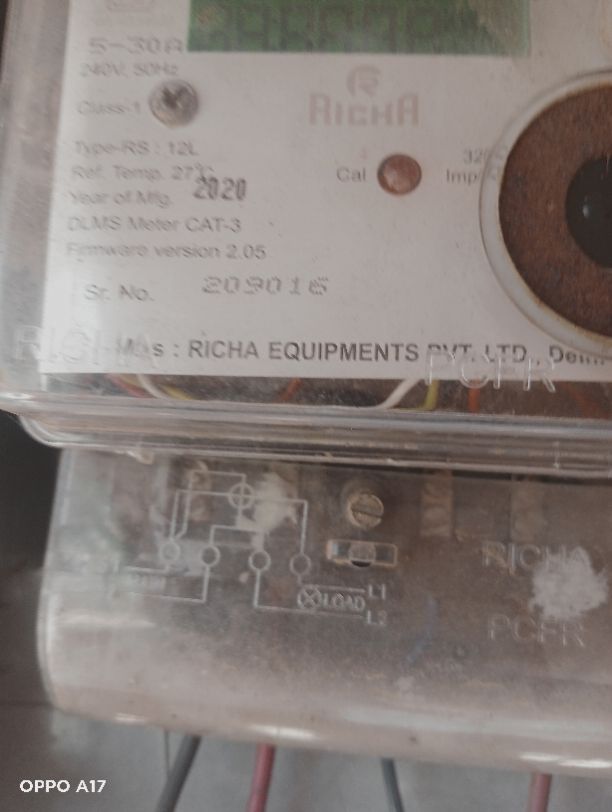 5-30A
240V, 50Hz
Class-1
RICHA
Type-RS : 12L
Ref. Temp. 27°C
Cal
Imp
Year of Mfg. 2020
DLMS Meter CAT-3
Firmware version 2.05
Sr. No. 209016
RICHA
: RICHA EQUIPMENTS PVT. LTD.,
PCFR
L1
LOAD
L2
RICHA
PCFR
OPPO A17